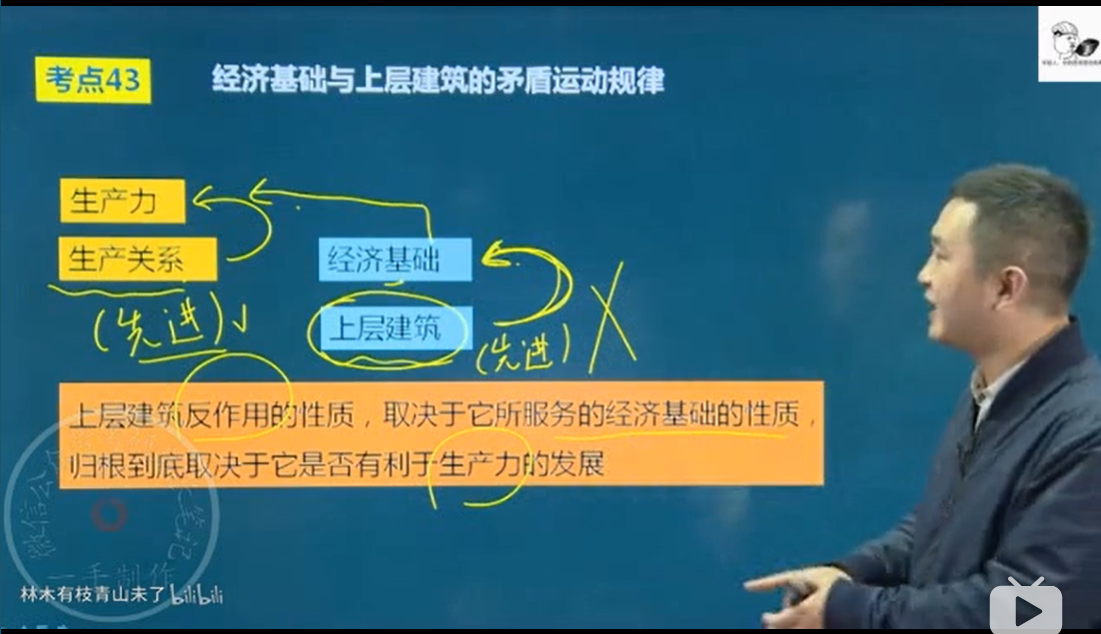 考点43
经济基础与上层建筑的矛盾运动规律
生产力
生产关系
经济基础
(先进)
上层建筑
(先进)
上层建筑反作用的性质，取决于它所服务的经济基础的性质，
归根到底取决于它是否有利于生产力的发展
一手制作
林木有枝青山未了 bilibili